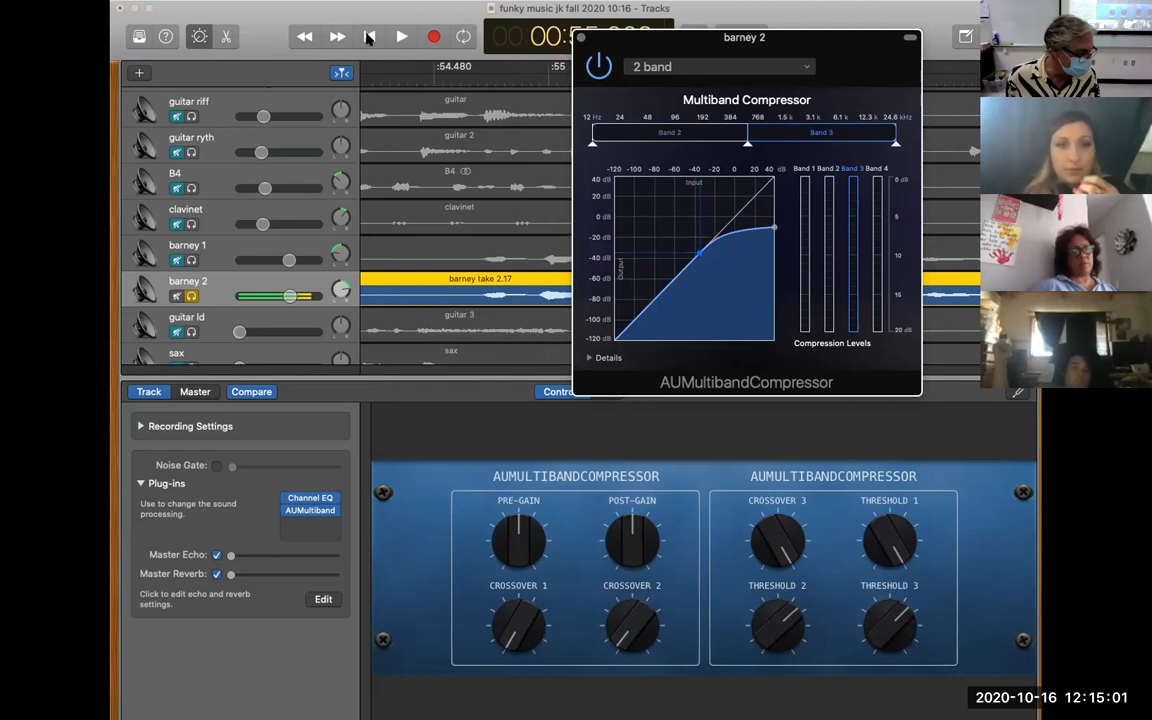 funky music jk fall 2020 10:16 - Tracks
barney 2
2 band
:54.480
:55
Multiband Compressor
12 Hz 24 48 96 192 384 768 1.5 k 3.1 k 6.1 k 12.3 k 24.6 kHz
Band 2
Band 3
guitar riff
guitar
guitar ryth
guitar 2
B4
B4
clavinet
clavinet
barney 1
barney 2
barney take 2.17
guitar ld
guitar 3
sax
sax
-120 -100 -80 -60 -40 -20 0 20 40 dB
Input
40 dB
20 dB
0 dB
-20 dB
-40 dB
-60 dB
-80 dB
-100 dB
-120 dB
Output
Band 1 Band 2 Band 3 Band 4
0 dB
5
10
15
20 dB
Compression Levels
Details
AUMultibandCompressor
Track
Master
Compare
Recording Settings
Noise Gate:
Plug-ins
Use to change the sound
processing.
Channel EQ
AUMultiband
Master Echo:
Master Reverb:
Click to edit echo and reverb
settings.
Edit
AUMULTIBANDCOMPRESSOR
PRE-GAIN
POST-GAIN
CROSSOVER 1
CROSSOVER 2
AUMULTIBANDCOMPRESSOR
CROSSOVER 3
THRESHOLD 1
THRESHOLD 2
THRESHOLD 3
2020-10-16 12:15:01